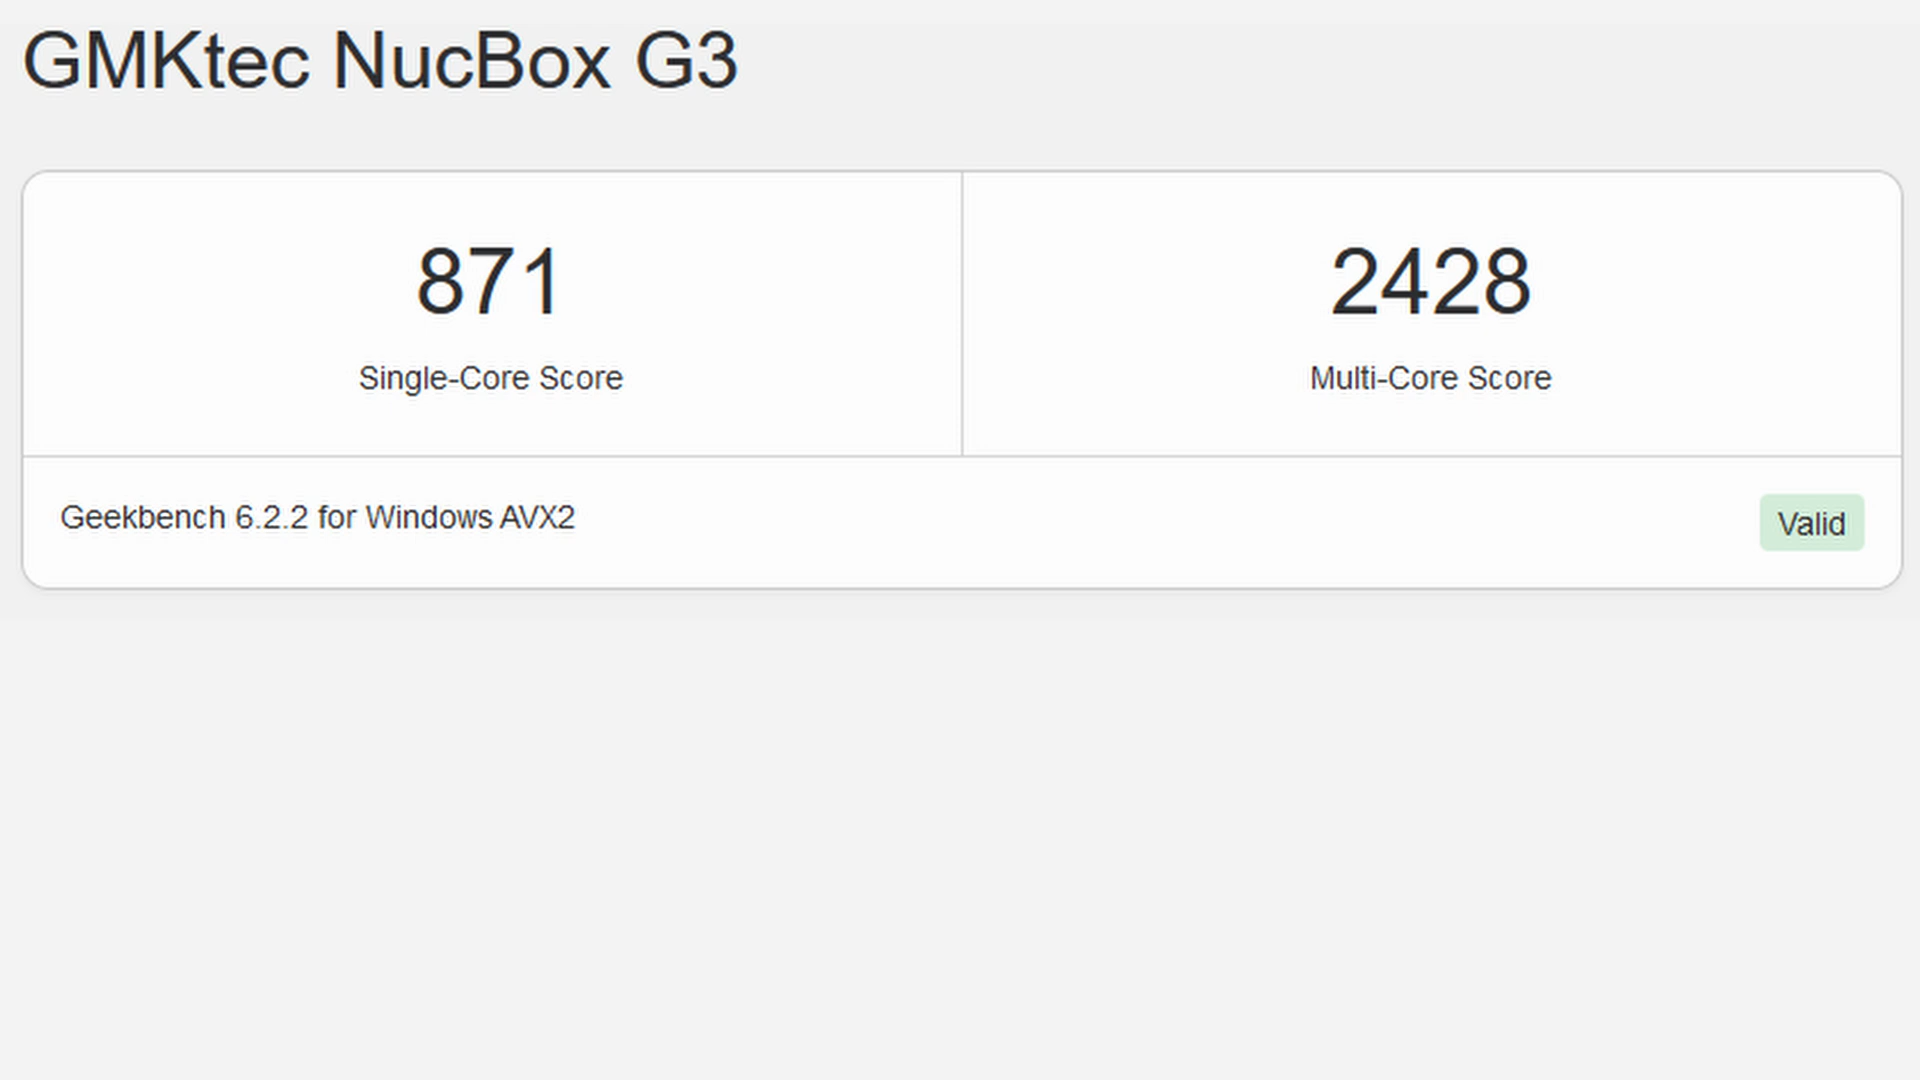 GMKtec NucBox G3
871
Single-Core Score
2428
Multi-Core Score
Geekbench 6.2.2 for Windows AVX2
Valid